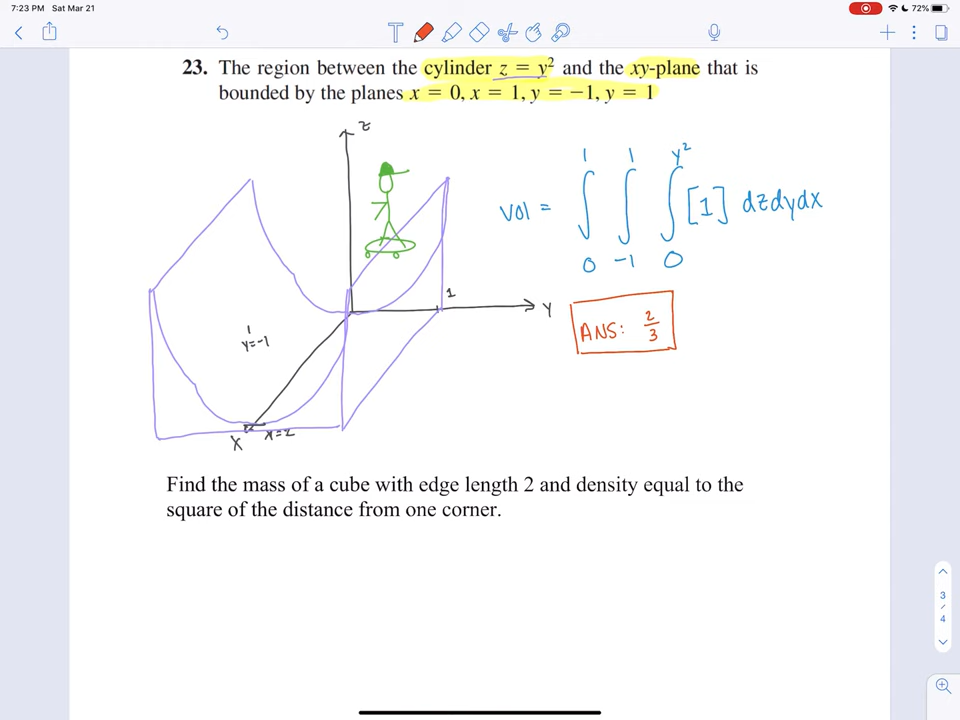 7:23 PM Sat Mar 21
72%
23. The region between the cylinder z = y² and the xy-plane that is
bounded by the planes x = 0, x = 1, y = −1, y = 1
z
1
y
1
y=-1
x
x=2
vol = ∫₀¹ ∫₋₁¹ ∫₀^y² [1] dzdydx
ANS: 2/3
Find the mass of a cube with edge length 2 and density equal to the
square of the distance from one corner.
3
/
4